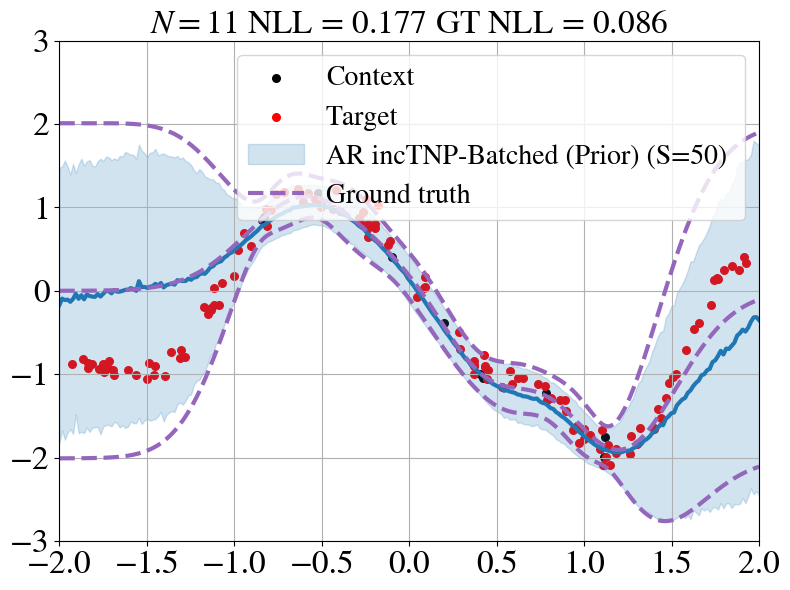 N = 11 NLL = 0.177 GT NLL = 0.086
Context
Target
AR incTNP-Batched (Prior) (S=50)
Ground truth
3
2
1
0
−1
−2
−3
−2.0 −1.5 −1.0 −0.5 0.0 0.5 1.0 1.5 2.0